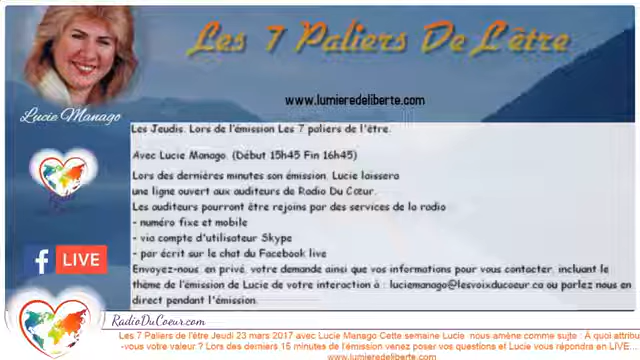 Les 7 Paliers De L'être
www.lumieredeliberte.com
Lucie Manago
Les Jeudis. Lors de l'émission Les 7 paliers de l'être.
Avec Lucie Manago. (Début 15h45 Fin 16h45)
Lors des dernières minutes son émission. Lucie laissera
une ligne ouvert aux auditeurs de Radio Du Cœur.
Les auditeurs pourront être rejoins par des services de la radio
- numéro fixe et mobile
- via compte d'utilisateur Skype
- par écrit sur le chat du Facebook live
Envoyez-nous, en privé, votre demande ainsi que vos informations pour vous contacter, incluant le
thème de l'émission de Lucie de votre interaction à : luciemanago@lesvoixducoeur.ca ou parlez nous en
direct pendant l'émission.
f LIVE
RadioDuCoeur.com
Les 7 Paliers de l'être Jeudi 23 mars 2017 avec Lucie Manago Cette semaine Lucie nous amène comme sujte : À quoi attribu
-vous votre valeur ? Lors des derniers 15 minutes de l'émission venez poser vos questions et Lucie vous répondra en LIVE.
www.lumieredeliberte.com